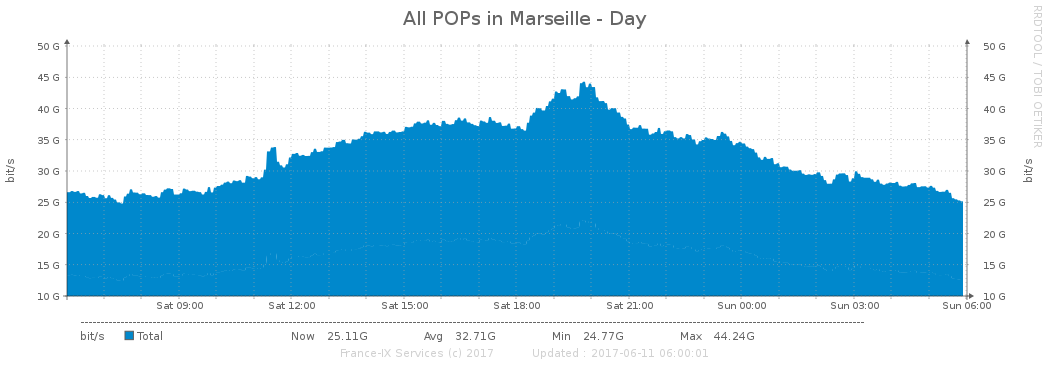 All POPs in Marseille - Day
RRDTOOL / TOBI OETIKER
50 G 50 G
45 G 45 G
40 G 40 G
35 G 35 G
30 G 30 G
25 G 25 G
20 G 20 G
15 G 15 G
10 G 10 G
bit/s bit/s
Sat 09:00 Sat 12:00 Sat 15:00 Sat 18:00 Sat 21:00 Sun 00:00 Sun 03:00 Sun 06:00
bit/s Total Now 25.11G Avg 32.71G Min 24.77G Max 44.24G
France-IX Services (c) 2017 Updated : 2017-06-11 06:00:01